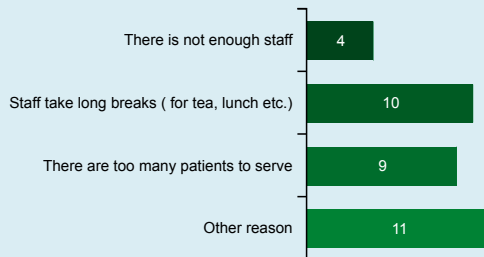 There is not enough staff 4
Staff take long breaks ( for tea, lunch etc.) 10
There are too many patients to serve 9
Other reason 11